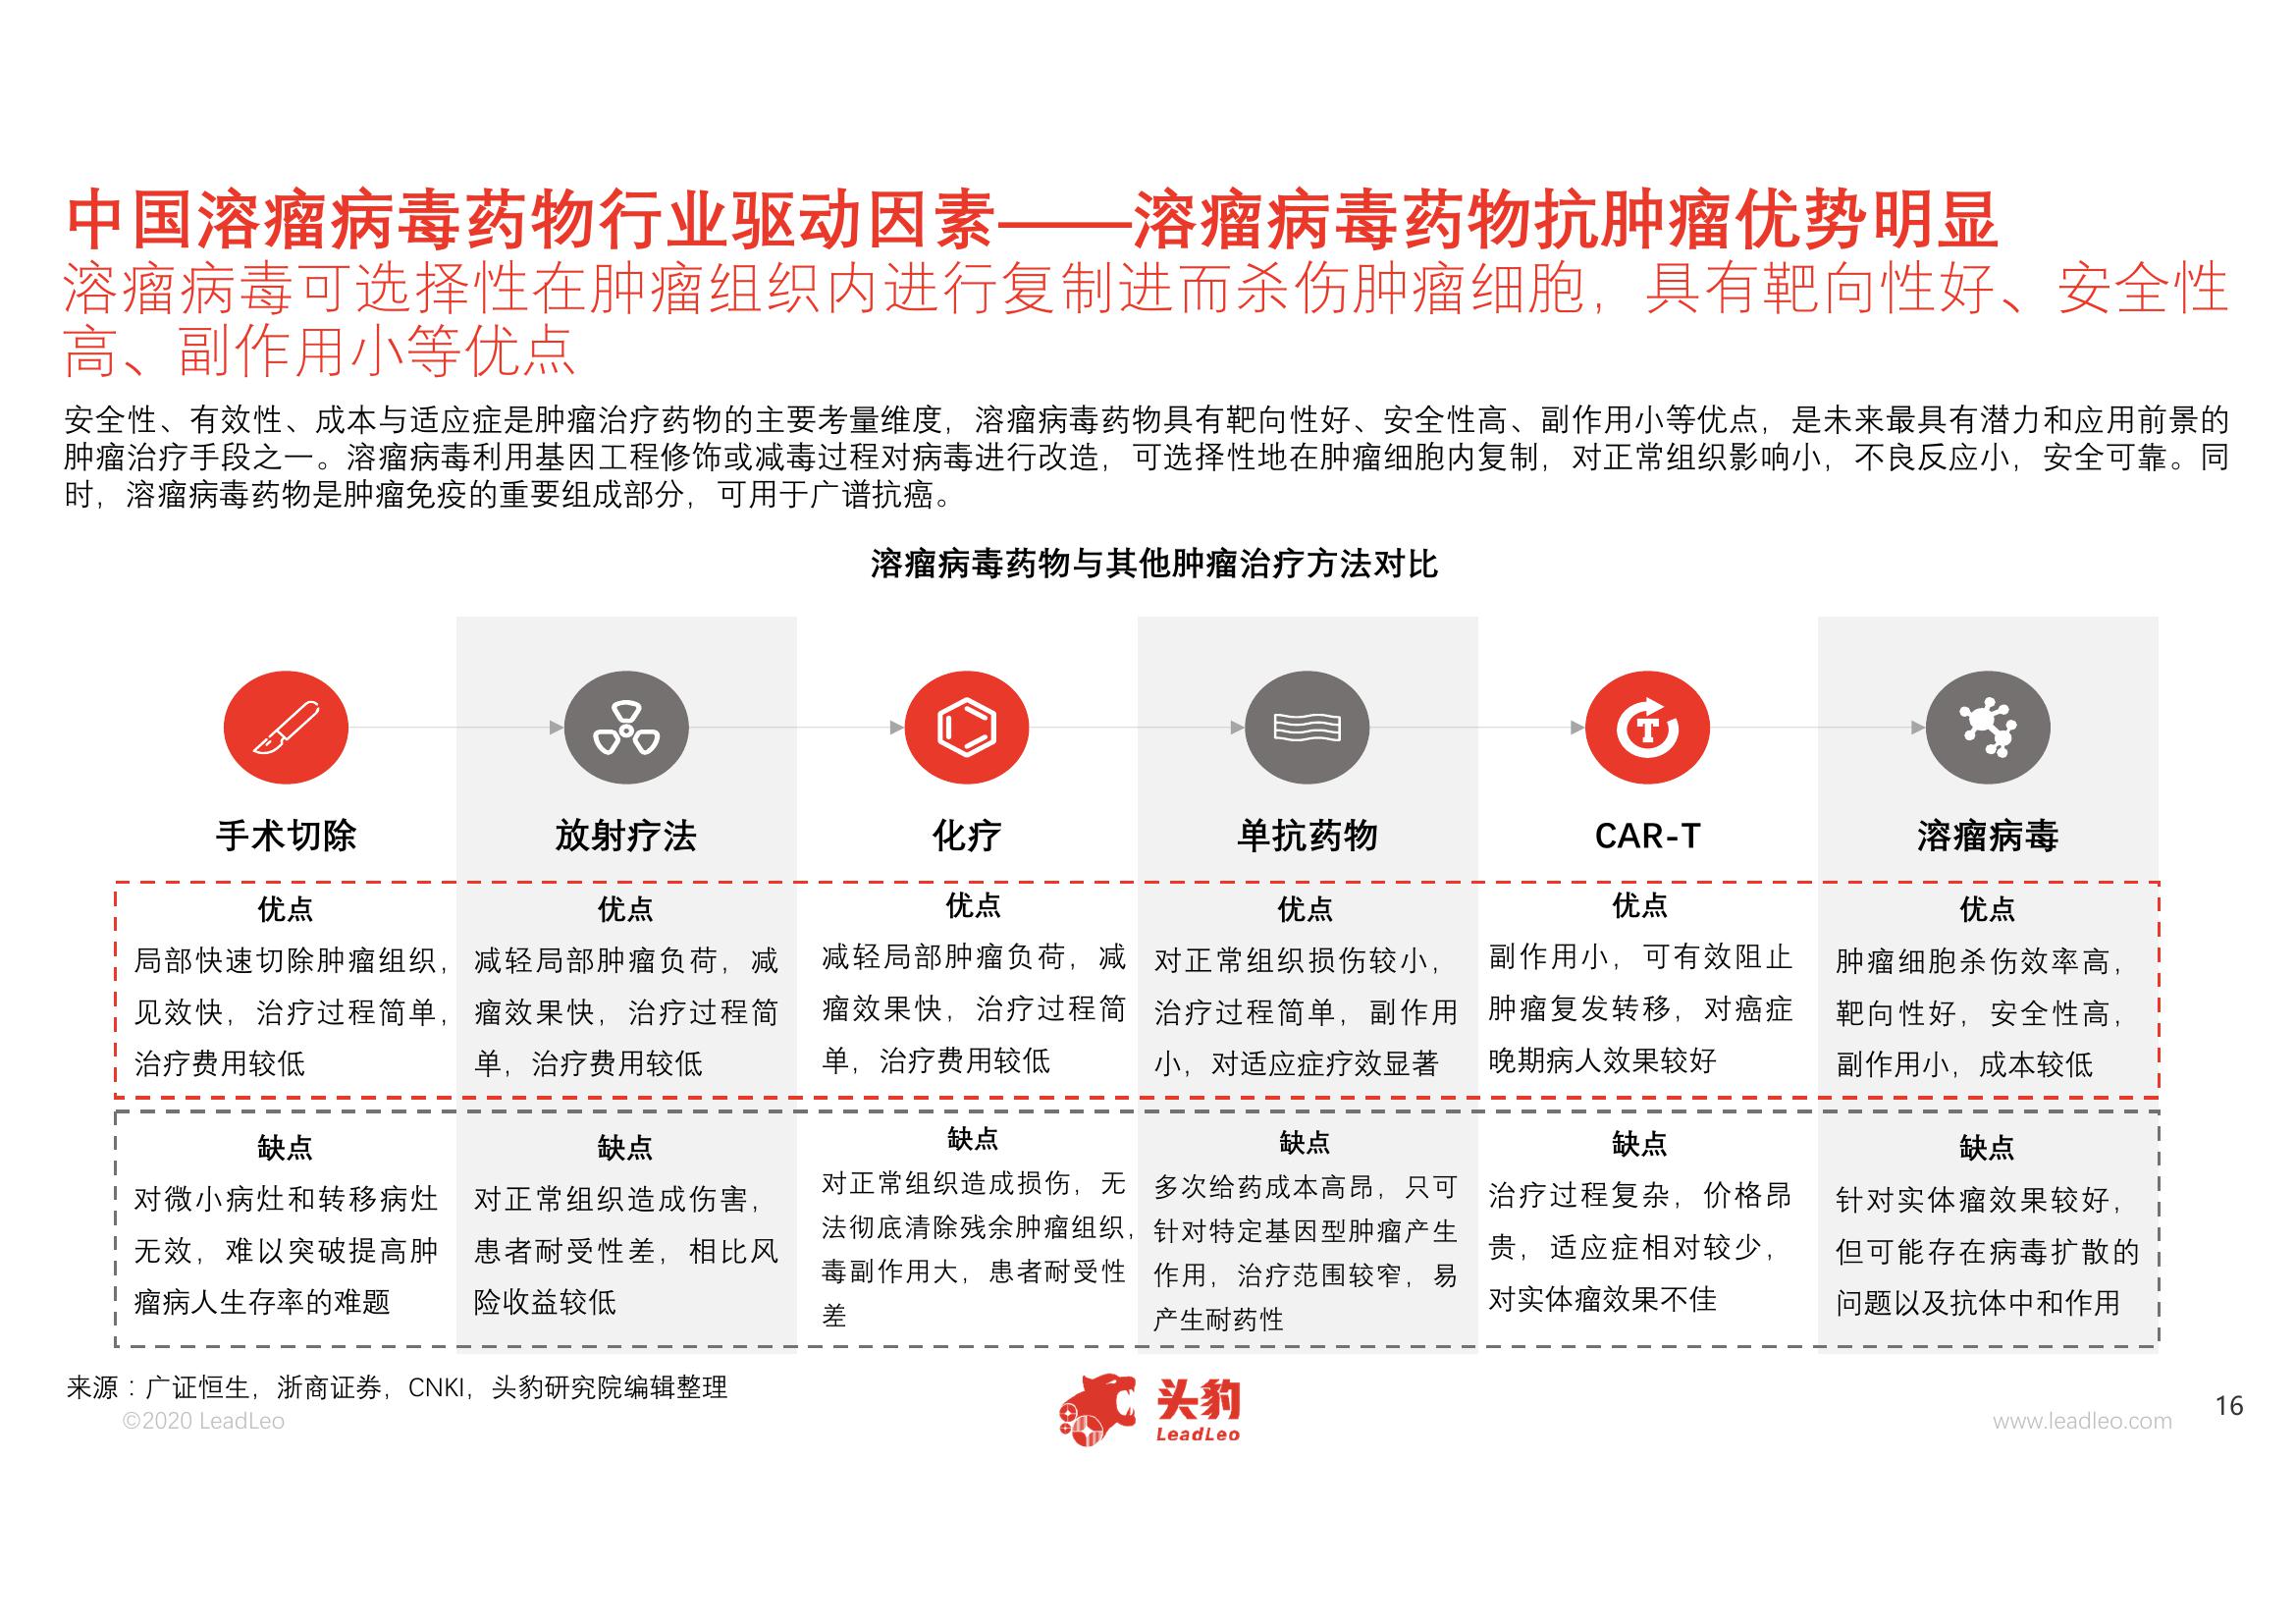 中国溶瘤病毒药物行业驱动因素——溶瘤病毒药物抗肿瘤优势明显
溶瘤病毒可选择性在肿瘤组织内进行复制进而杀伤肿瘤细胞，具有靶向性好、安全性
高、副作用小等优点
安全性、有效性、成本与适应症是肿瘤治疗药物的主要考量维度，溶瘤病毒药物具有靶向性好、安全性高、副作用小等优点，是未来最具有潜力和应用前景的
肿瘤治疗手段之一。溶瘤病毒利用基因工程修饰或减毒过程对病毒进行改造，可选择性地在肿瘤细胞内复制，对正常组织影响小，不良反应小，安全可靠。同
时，溶瘤病毒药物是肿瘤免疫的重要组成部分，可用于广谱抗癌。
溶瘤病毒药物与其他肿瘤治疗方法对比
T
手术切除
优点
局部快速切除肿瘤组织，
见效快，治疗过程简单，
治疗费用较低
缺点
对微小病灶和转移病灶
无效，难以突破提高肿
瘤病人生存率的难题
放射疗法
优点
减轻局部肿瘤负荷，减
瘤效果快，治疗过程简
单，治疗费用较低
缺点
对正常组织造成伤害，
患者耐受性差，相比风
险收益较低
化疗
优点
减轻局部肿瘤负荷，减
瘤效果快，治疗过程简
单，治疗费用较低
缺点
对正常组织造成损伤，无
法彻底清除残余肿瘤组织，
毒副作用大，患者耐受性
差
单抗药物
优点
对正常组织损伤较小，
治疗过程简单，副作用
小，对适应症疗效显著
缺点
多次给药成本高昂，只可
针对特定基因型肿瘤产生
作用，治疗范围较窄，易
产生耐药性
CAR-T
优点
副作用小，可有效阻止
肿瘤复发转移，对癌症
晚期病人效果较好
缺点
治疗过程复杂，价格昂
贵，适应症相对较少，
对实体瘤效果不佳
溶瘤病毒
优点
肿瘤细胞杀伤效率高，
靶向性好，安全性高，
副作用小，成本较低
缺点
针对实体瘤效果较好，
但可能存在病毒扩散的
问题以及抗体中和作用
来源：广证恒生，浙商证券，CNKI，头豹研究院编辑整理
©2020 LeadLeo
头豹
LeadLeo
www.leadleo.com
16